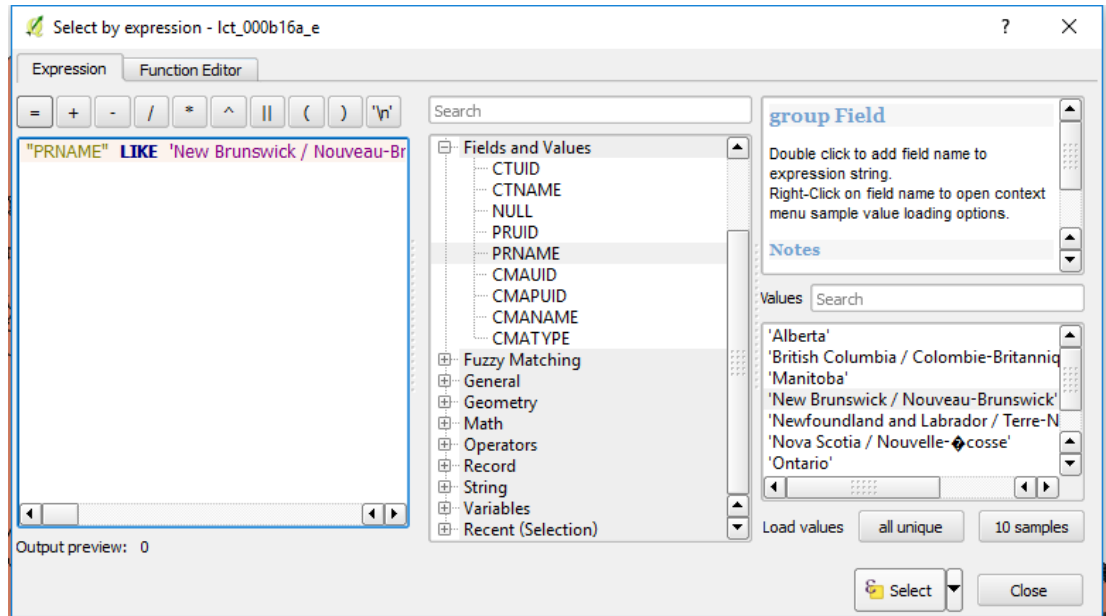 Select by expression - lct_000b16a_e ?
Expression Function Editor
= + - / * ^ || ( ) '\n'
"PRNAME" LIKE 'New Brunswick / Nouveau-Br
Output preview: 0
Search
Fields and Values
CTUID
CTNAME
NULL
PRUID
PRNAME
CMAUID
CMAPUID
CMANAME
CMATYPE
Fuzzy Matching
General
Geometry
Math
Operators
Record
String
Variables
Recent (Selection)
group Field
Double click to add field name to
expression string.
Right-Click on field name to open context
menu sample value loading options.
Notes
Values Search
'Alberta'
'British Columbia / Colombie-Britanniq
'Manitoba'
'New Brunswick / Nouveau-Brunswick'
'Newfoundland and Labrador / Terre-N
'Nova Scotia / Nouvelle-�cosse'
'Ontario'
Load values all unique 10 samples
Select Close